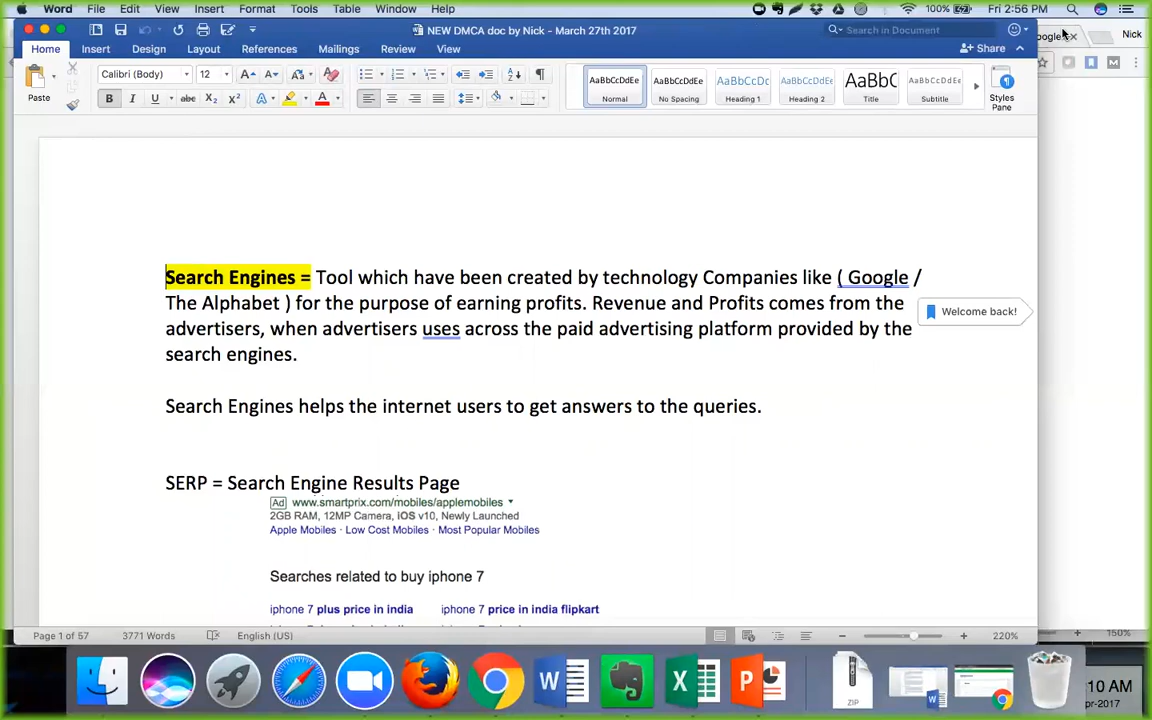 Word File Edit View Insert Format Tools Table Window Help 100% Fri 2:56 PM
NEW DMCA doc by Nick - March 27th 2017 Search in Document Nick
Home Insert Design Layout References Mailings Review View Share
Paste Calibri (Body) 12 AaBbCcDdEe AaBbCcDdEe AaBbCcDc AaBbCcDdEe AaBbC AaBbCcDdEe
Normal No Spacing Heading 1 Heading 2 Title Subtitle Styles
Pane
Search Engines = Tool which have been created by technology Companies like ( Google /
The Alphabet ) for the purpose of earning profits. Revenue and Profits comes from the
advertisers, when advertisers uses across the paid advertising platform provided by the
search engines.
Welcome back!
Search Engines helps the internet users to get answers to the queries.
SERP = Search Engine Results Page
Ad www.smartprix.com/mobiles/applemobiles
2GB RAM, 12MP Camera, iOS v10, Newly Launched
Apple Mobiles · Low Cost Mobiles · Most Popular Mobiles
Searches related to buy iphone 7
iphone 7 plus price in india iphone 7 price in india flipkart
Page 1 of 57 3771 Words English (US) 220% 150%
ZIP